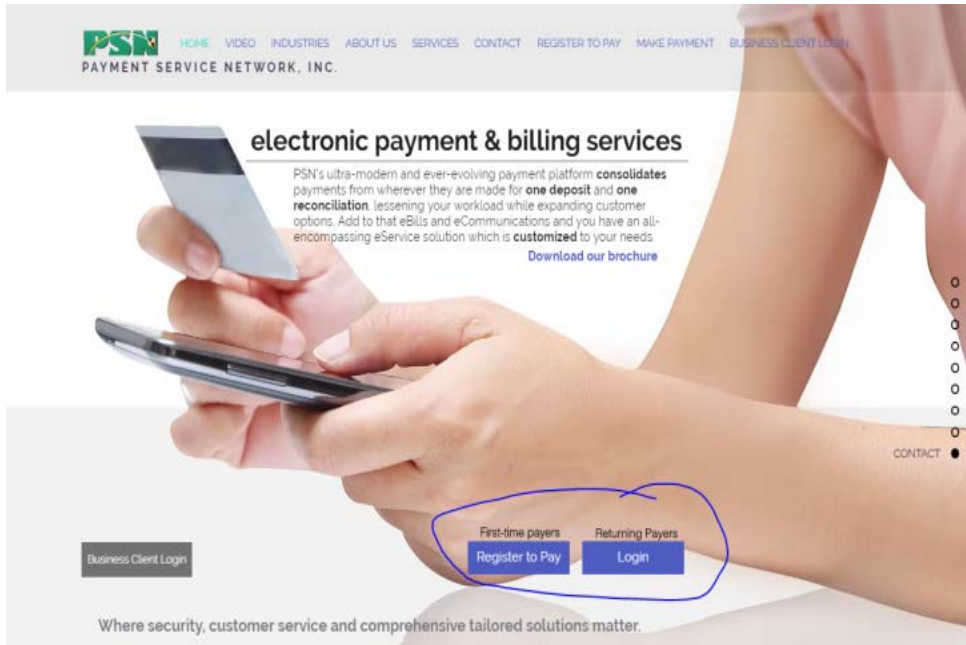 PSN
HOME VIDEO INDUSTRIES ABOUT US SERVICES CONTACT REGISTER TO PAY MAKE PAYMENT BUSINESS CLIENT LOGIN
PAYMENT SERVICE NETWORK, INC.
electronic payment & billing services
PSN's ultra-modern and ever-evolving payment platform consolidates
payments from wherever they are made for one deposit and one
reconciliation, lessening your workload while expanding customer
options. Add to that eBills and eCommunications and you have an all-
encompassing eService solution which is customized to your needs.
Download our brochure
CONTACT
First-time payers Returning Payers
Business Client Login Register to Pay Login
Where security, customer service and comprehensive tailored solutions matter.